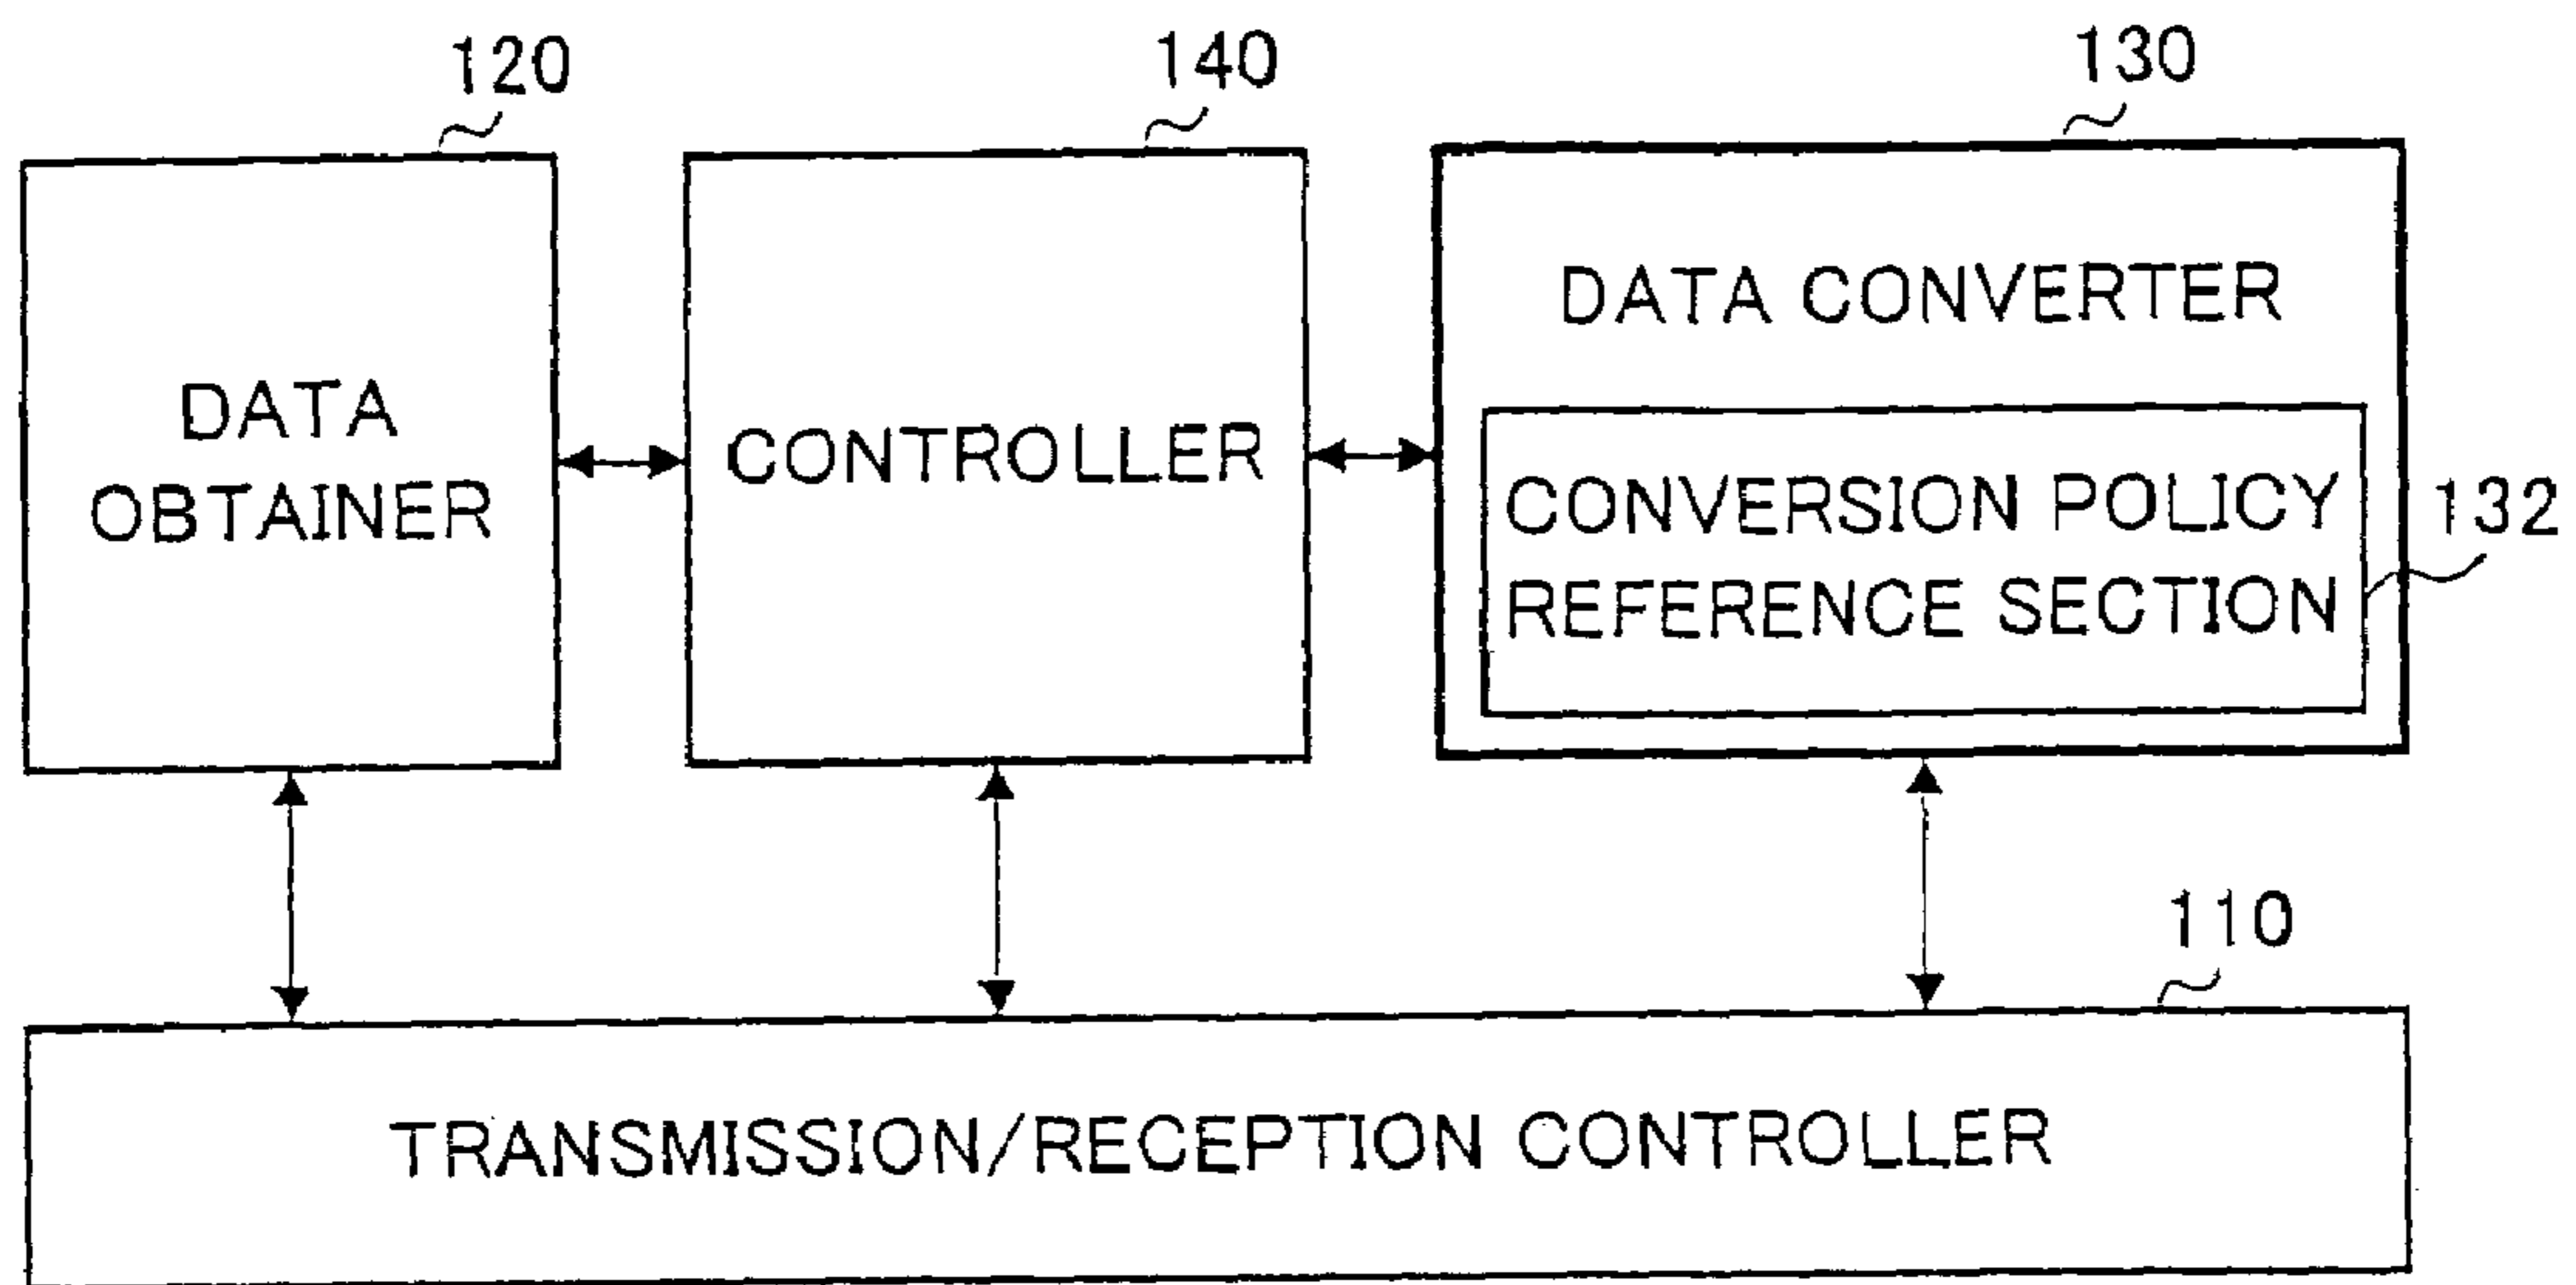 120
140
130
DATA
OBTAINER
CONTROLLER
DATA CONVERTER
CONVERSION POLICY
REFERENCE SECTION
132
110
TRANSMISSION/RECEPTION CONTROLLER